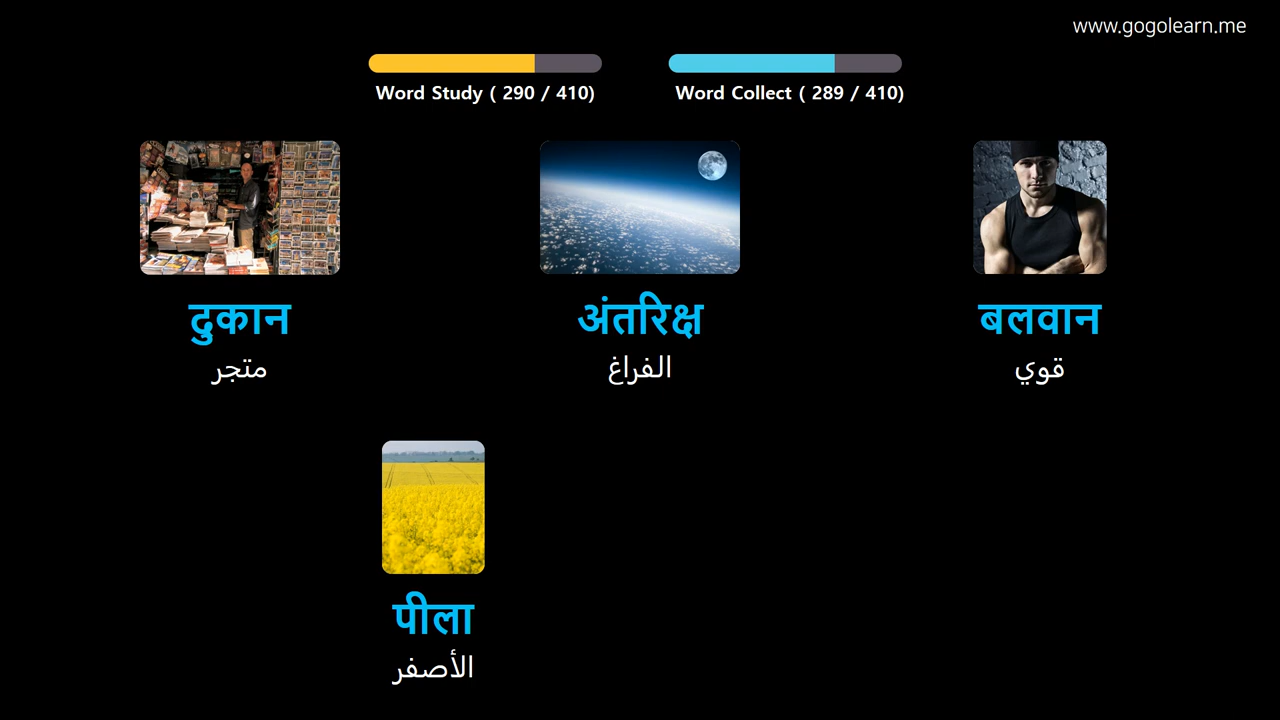 www.gogolearn.me
Word Study ( 290 / 410)
Word Collect ( 289 / 410)
दुकान
متجر
अंतरिक्ष
الفراغ
बलवान
قوي
पीला
الأصفر